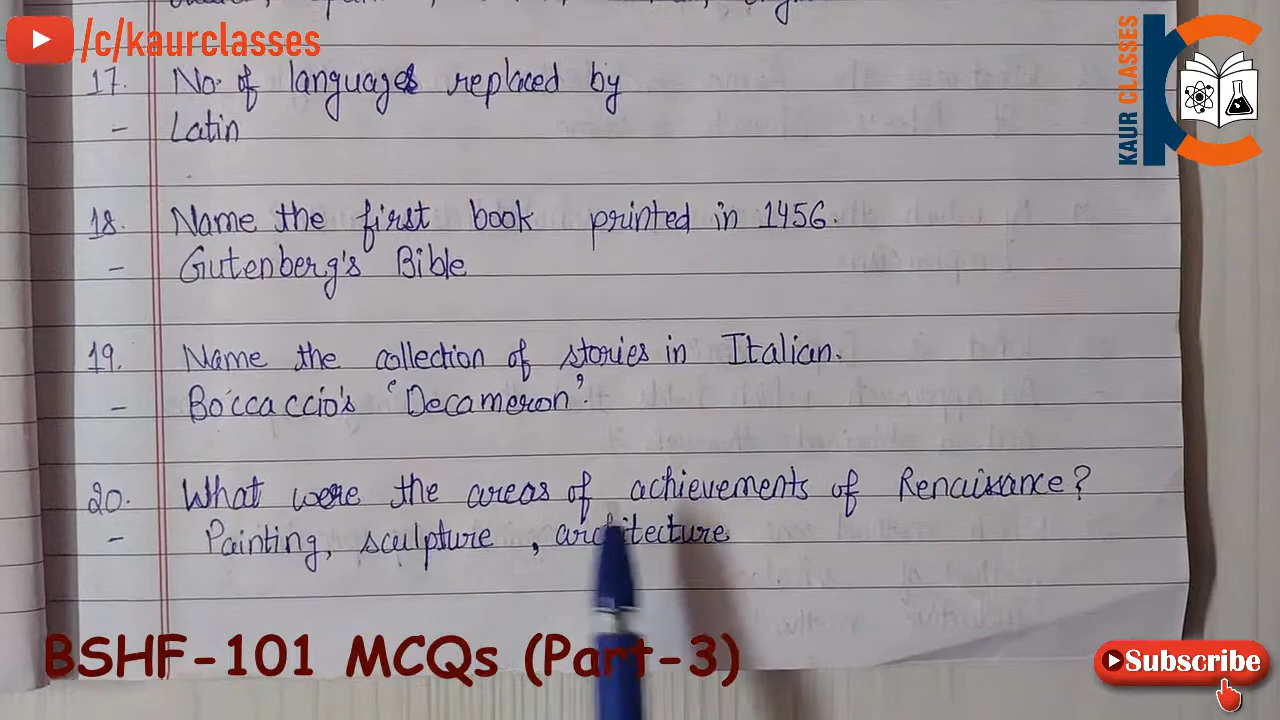 /c/kaurclasses
KAUR CLASSES
17. No. of languages replaced by
- Latin
18. Name the first book printed in 1456.
- Gutenberg's Bible
19. Name the collection of stories in Italian.
- Boccaccio's 'Decameron'.
20. What were the areas of achievements of Renaissance?
- Painting, sculpture, architecture
BSHF-101 MCQs (Part-3)
Subscribe